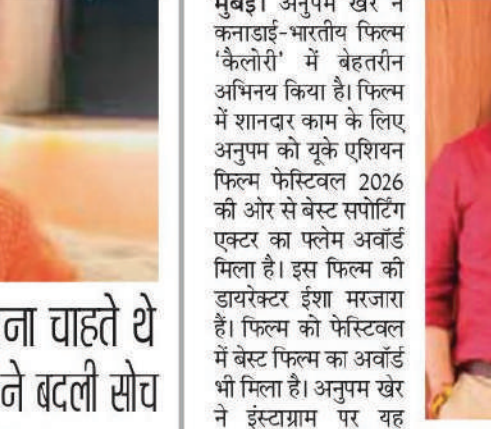 ना चाहते थे
ने बदली सोच
मुंबई। अनुपम खेर ने
कनाडाई-भारतीय फिल्म
'कैलोरी' में बेहतरीन
अभिनय किया है। फिल्म
में शानदार काम के लिए
अनुपम को यूके एशियन
फिल्म फेस्टिवल 2026
की ओर से बेस्ट सपोर्टिंग
एक्टर का फ्लेम अवॉर्ड
मिला है। इस फिल्म की
डायरेक्टर ईशा मरजारा
हैं। फिल्म को फेस्टिवल
में बेस्ट फिल्म का अवॉर्ड
भी मिला है। अनुपम खेर
ने इंस्टाग्राम पर यह